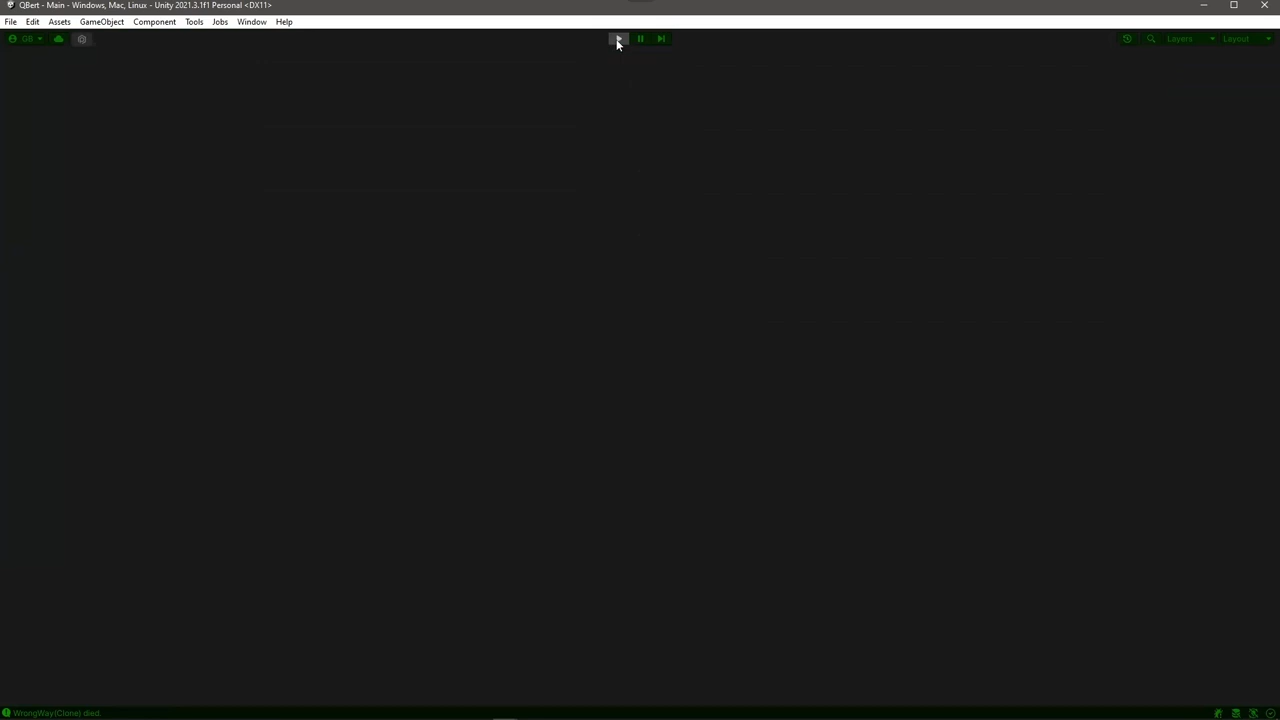 QBert - Main - Windows, Mac, Linux - Unity 2021.3.1f1 Personal <DX11>
File Edit Assets GameObject Component Tools Jobs Window Help
GB Layers Layout
WrongWay(Clone) died.